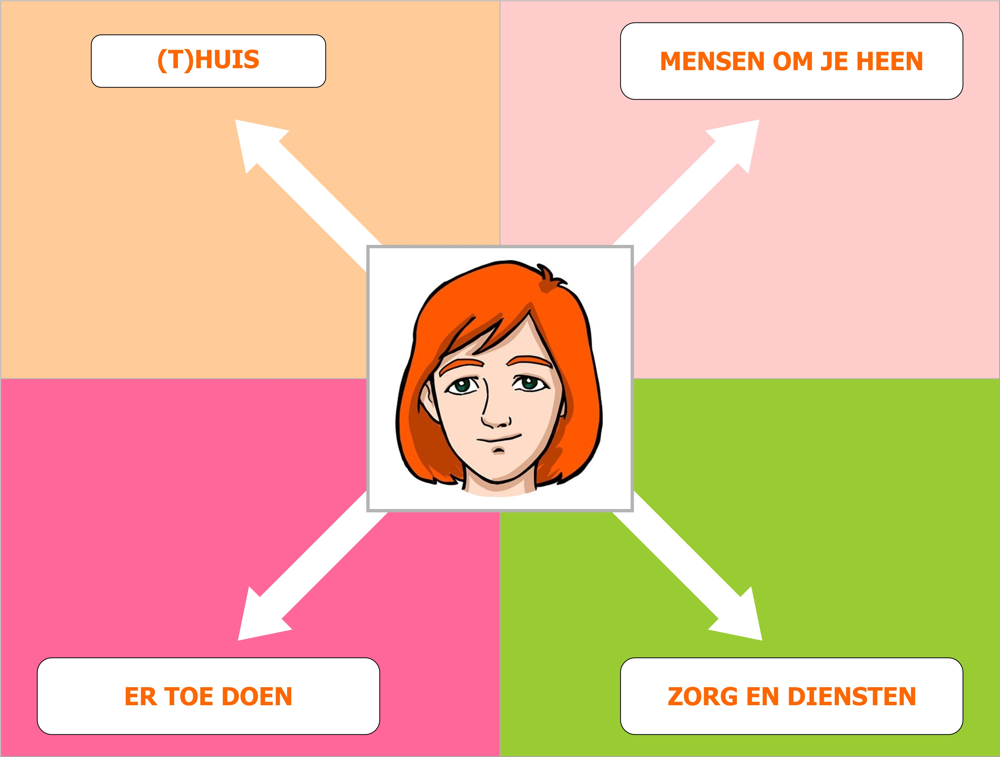 (T)HUIS
MENSEN OM JE HEEN
ER TOE DOEN
ZORG EN DIENSTEN